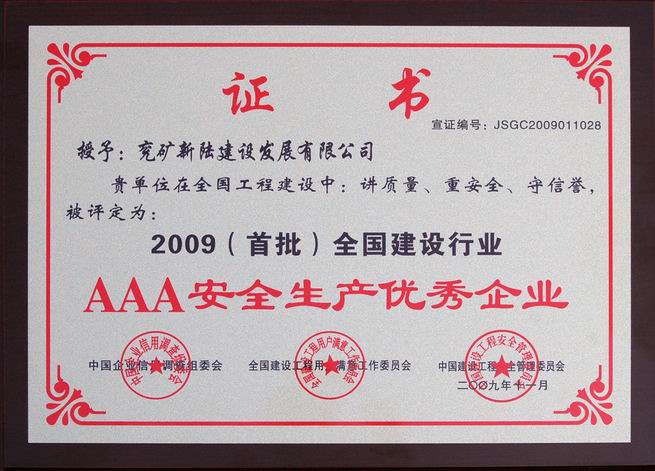 证 书
宣证编号：JSGC2009011028
授予：兖矿新陆建设发展有限公司
贵单位在全国工程建设中：讲质量、重安全、守信誉，
被评定为：
2009（首批）全国建设行业
AAA安全生产优秀企业
中国企业信用调查组委会
全国建设工程用户满意工作委员会
中国建设工程安全管理委员会
二〇〇九年十一月